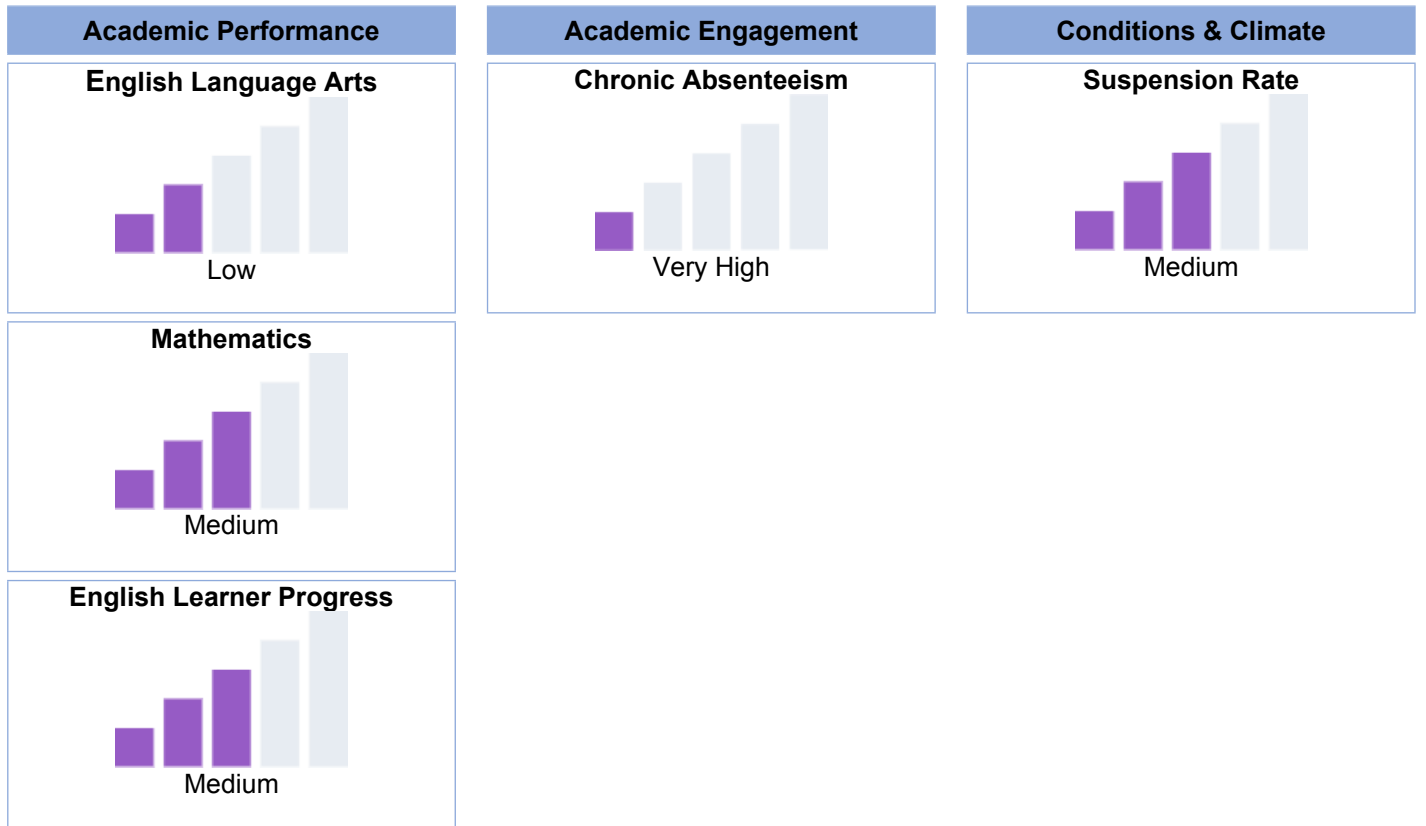 Academic Performance
English Language Arts
Low
Mathematics
Medium
English Learner Progress
Medium
Academic Engagement
Chronic Absenteeism
Very High
Conditions & Climate
Suspension Rate
Medium